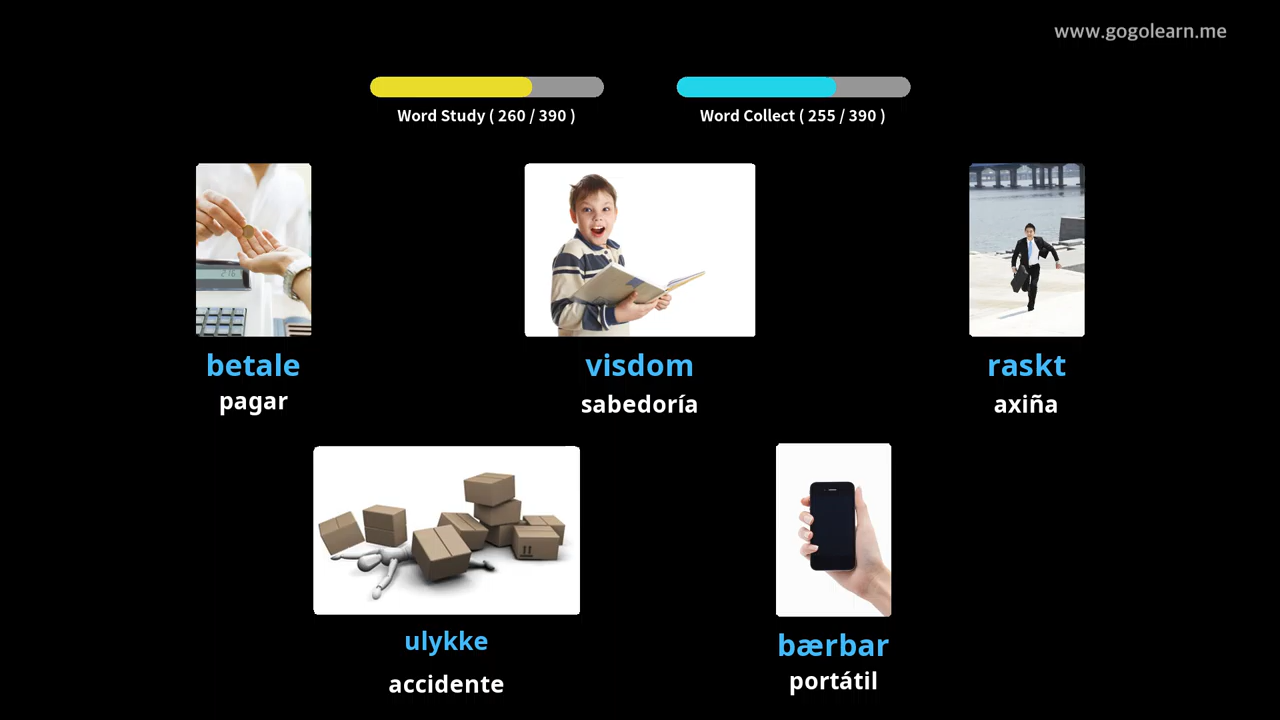 www.gogolearn.me
Word Study ( 260 / 390 )
Word Collect ( 255 / 390 )
betale
pagar
visdom
sabedoría
raskt
axiña
ulykke
accidente
bærbar
portátil